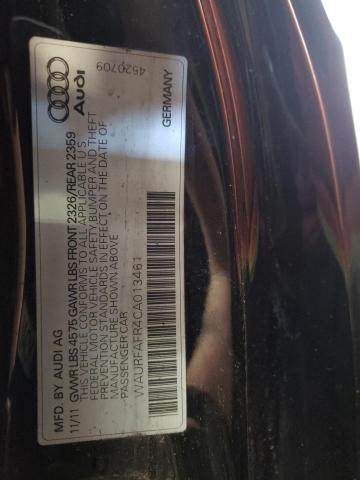 MFD. BY AUDI AG
11/11 GVWR LBS 4575 GAWR LBS FRONT 2326/REAR 2359
THIS VEHICLE CONFORMS TO ALL APPLICABLE U S
FEDERAL MOTOR VEHICLE SAFETY, BUMPER AND THEFT
PREVENTION STANDARDS IN EFFECT ON THE DATE OF
MANUFACTURE SHOWN ABOVE
PASSENGER CAR
WAURFAFR4CA013461
Audi
4520709
GERMANY